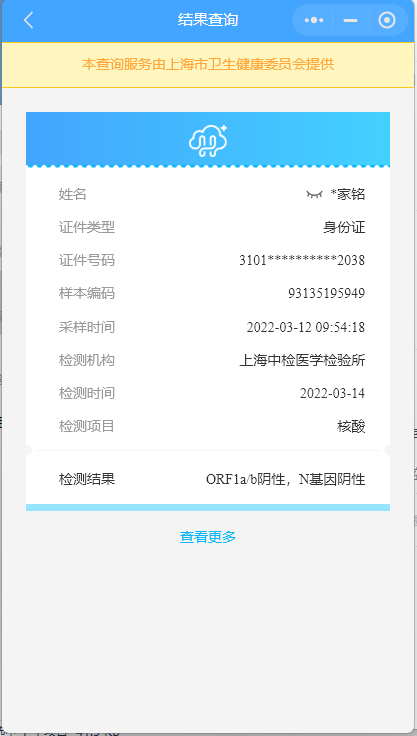 结果查询
本查询服务由上海市卫生健康委员会提供
姓名 *家铭
证件类型 身份证
证件号码 3101**********2038
样本编码 93135195949
采样时间 2022-03-12 09:54:18
检测机构 上海中检医学检验所
检测时间 2022-03-14
检测项目 核酸
检测结果 ORF1a/b阴性，N基因阴性
查看更多